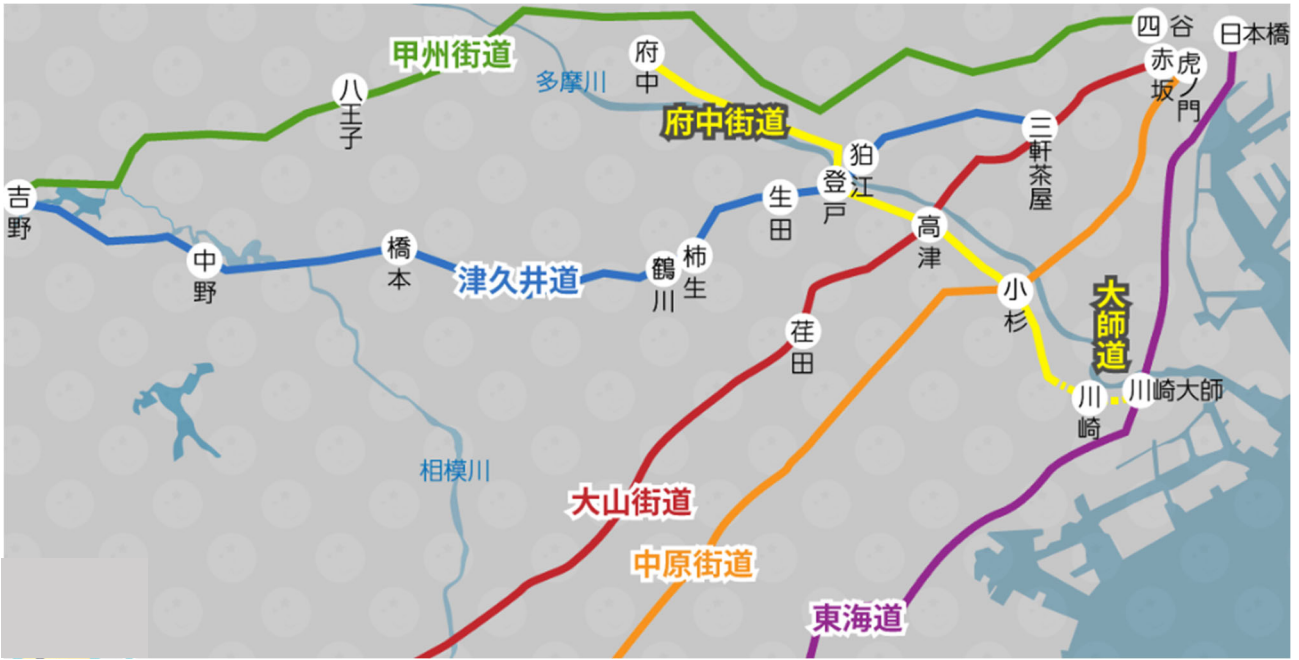 四谷
日本橋
甲州街道
府中
赤坂
虎ノ門
多摩川
八王子
府中街道
三軒茶屋
狛江
登戸
吉野
生田
高津
中野
橋本
津久井道
鶴川
柿生
小杉
大師道
荏田
川崎
川崎大師
相模川
大山街道
中原街道
東海道